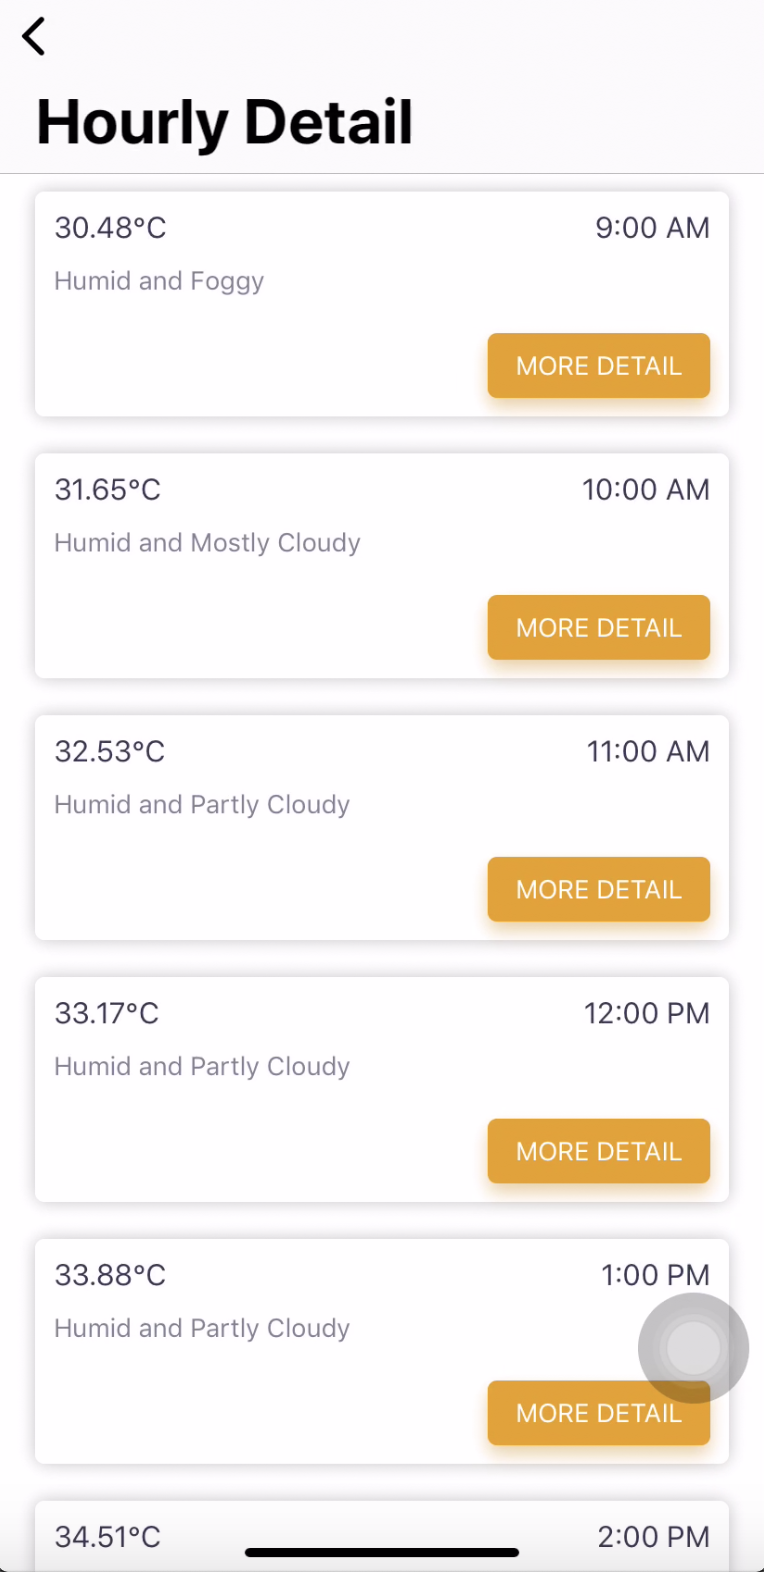 Hourly Detail
30.48°C 9:00 AM
Humid and Foggy
MORE DETAIL
31.65°C 10:00 AM
Humid and Mostly Cloudy
MORE DETAIL
32.53°C 11:00 AM
Humid and Partly Cloudy
MORE DETAIL
33.17°C 12:00 PM
Humid and Partly Cloudy
MORE DETAIL
33.88°C 1:00 PM
Humid and Partly Cloudy
MORE DETAIL
34.51°C 2:00 PM